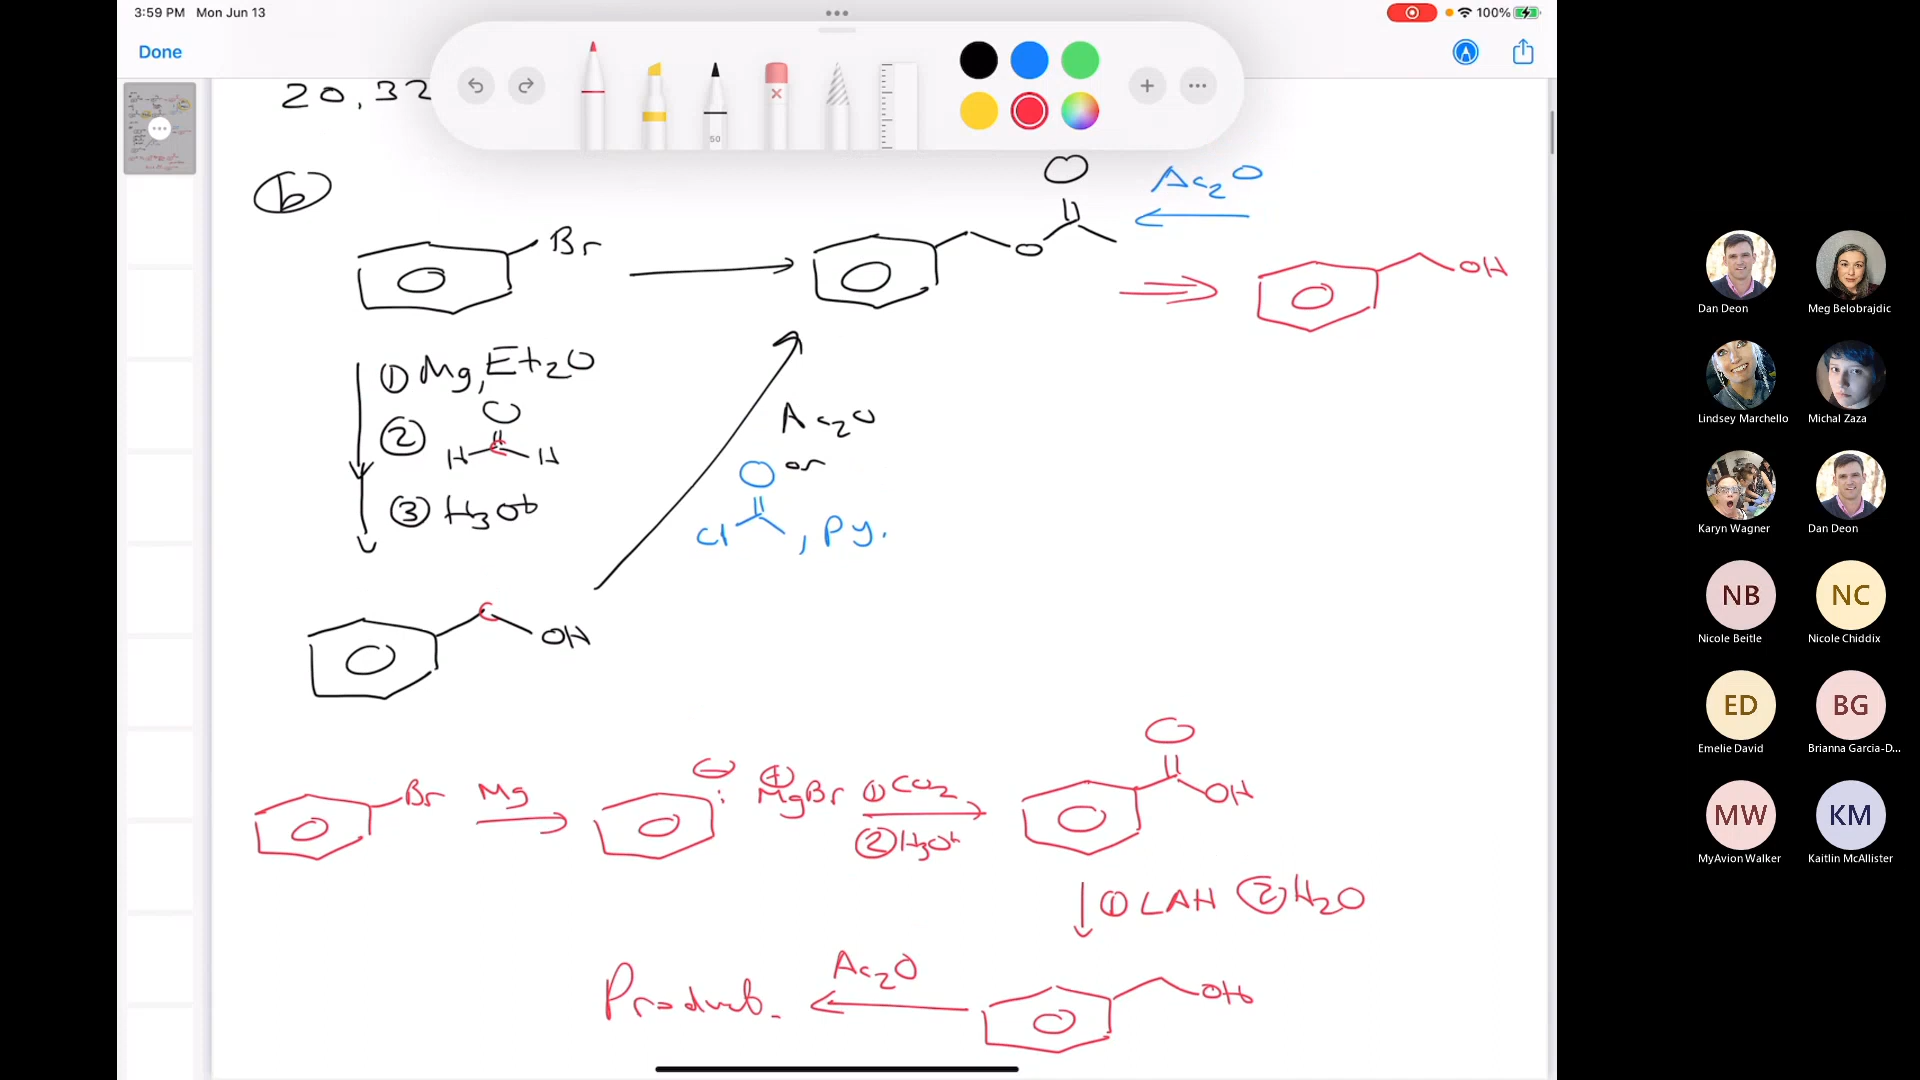 3:59 PM Mon Jun 13
100%
Done
50
20,32
b
Br
O
O
Ac2O
OH
① Mg, Et2O
② O
H C H
③ H3O+
Ac2O
or
O
Cl , Py.
C OH
Br Mg ⊖ : ⊕ MgBr ① CO2
② H3O+
O
OH
① LAH ② H2O
Ac2O
Product.
OH
Dan Deon
Meg Belobrajdic
Lindsey Marchello
Michal Zaza
Karyn Wagner
Dan Deon
NB
NC
Nicole Beitle
Nicole Chiddix
ED
BG
Emelie David
Brianna Garcia-D...
MW
KM
MyAvion Walker
Kaitlin McAllister